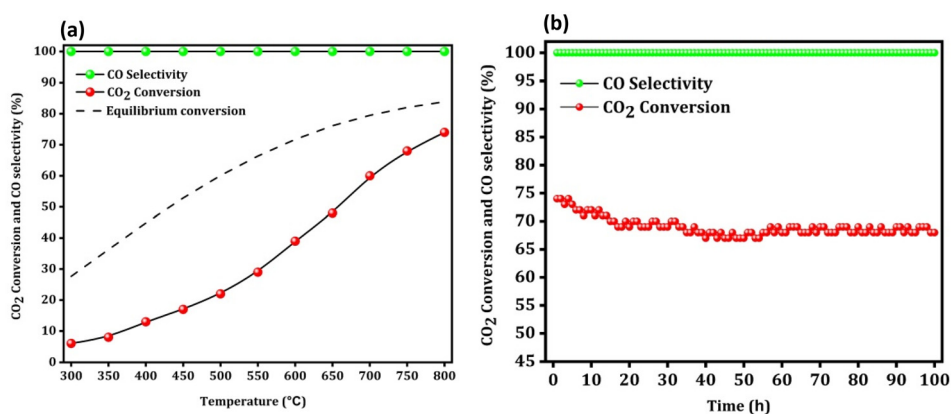 (a)
CO2 Conversion and CO selectivity (%)
100
90
80
70
60
50
40
30
20
10
0
CO Selectivity
CO2 Conversion
Equilibrium conversion
300 350 400 450 500 550 600 650 700 750 800
Temperature (°C)
(b)
CO2 Conversion and CO selectivity (%)
100
95
90
85
80
75
70
65
60
55
50
45
CO Selectivity
CO2 Conversion
0 10 20 30 40 50 60 70 80 90 100
Time (h)